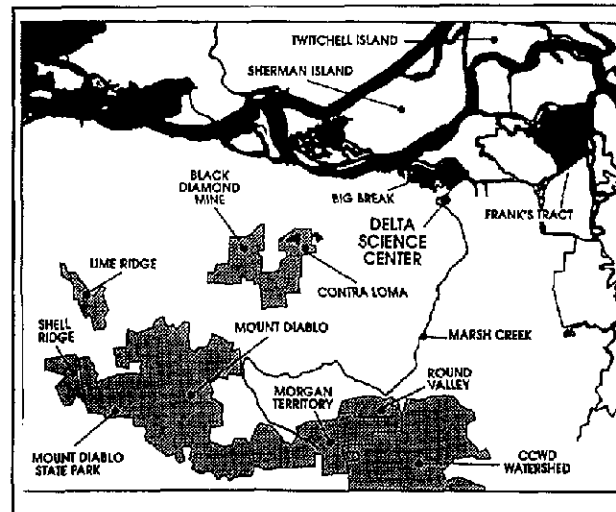 TWITCHELL ISLAND
SHERMAN ISLAND
BLACK
DIAMOND
MINE
BIG BREAK
FRANK'S TRACT
DELTA
SCIENCE
CENTER
LIME RIDGE
CONTRA LOMA
SHELL
RIDGE
MOUNT DIABLO
MARSH CREEK
ROUND
VALLEY
MORGAN
TERRITORY
MOUNT DIABLO
STATE PARK
CCWD
WATERSHED